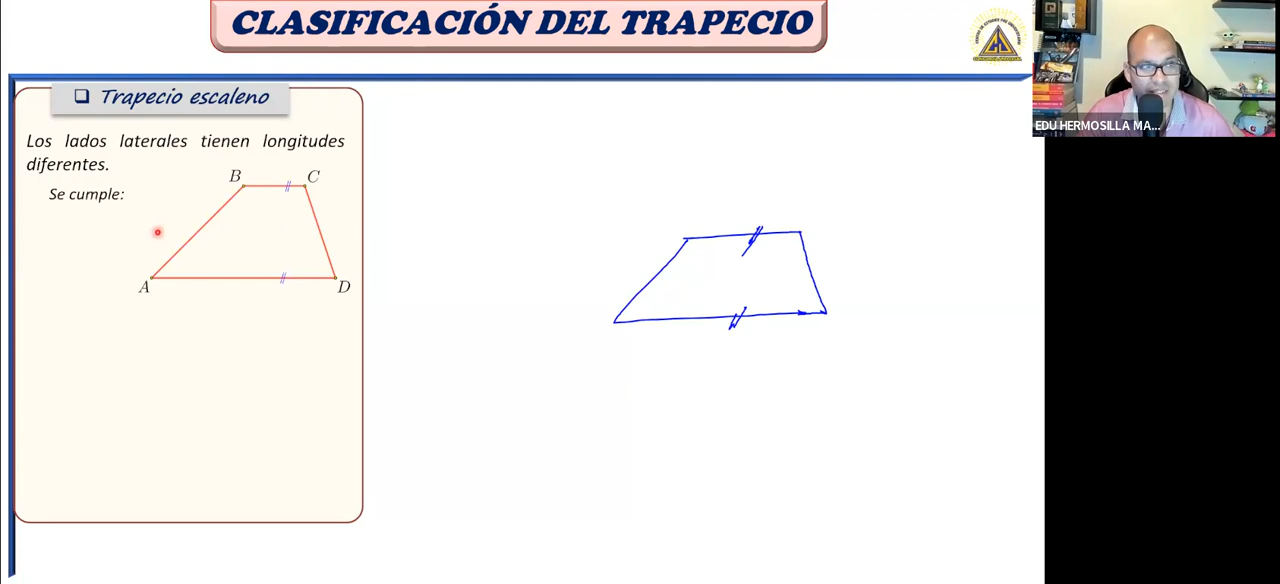 CLASIFICACIÓN DEL TRAPECIO
Trapecio escaleno
Los lados laterales tienen longitudes
diferentes.
Se cumple:
B C
A D
EDU HERMOSILLA MA...